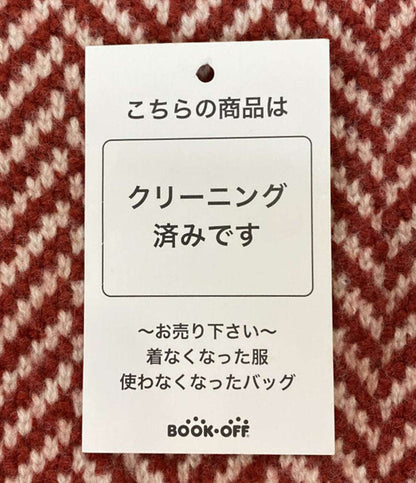 こちらの商品は
クリーニング
済みです
〜お売り下さい〜
着なくなった服
使わなくなったバッグ
BOOK・OFF